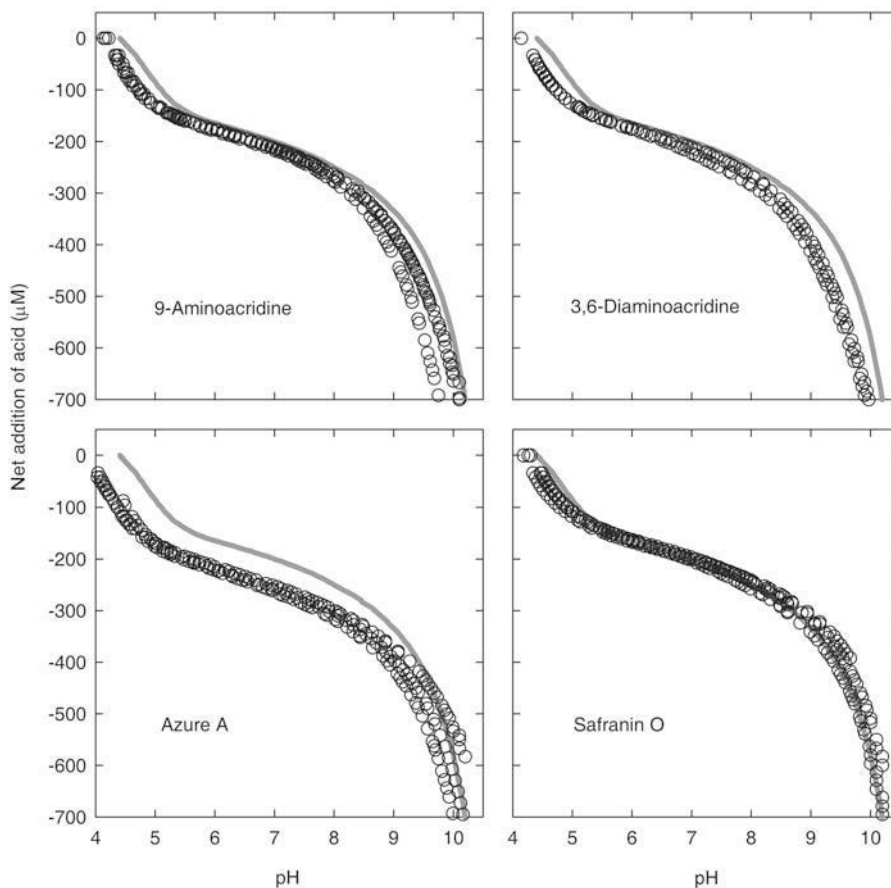 0
-100
-200
-300
-400
-500
-600
-700
9-Aminoacridine
3,6-Diaminoacridine
Net addition of acid (μM)
0
-100
-200
-300
-400
-500
-600
-700
Azure A
Safranin O
4 5 6 7 8 9 10 4 5 6 7 8 9 10
pH pH